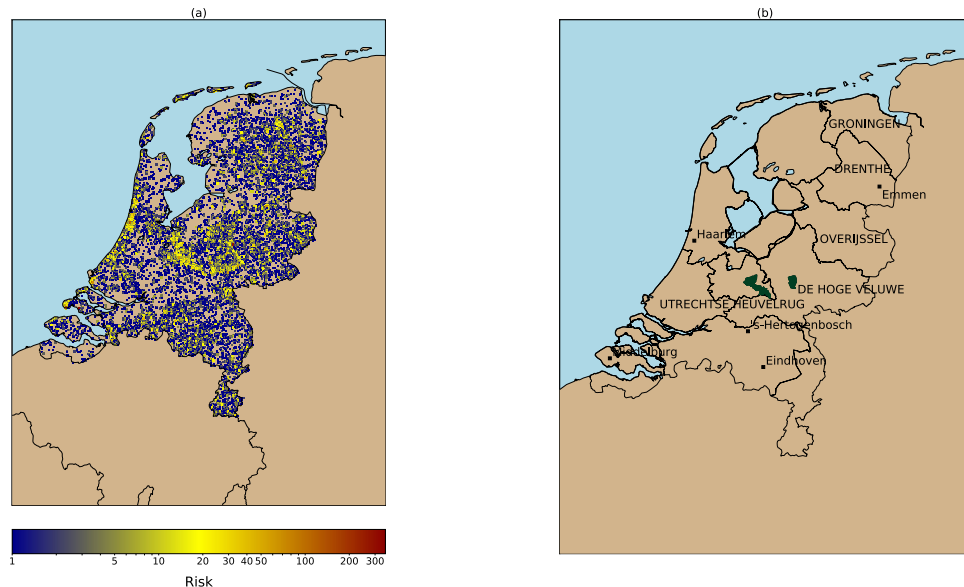 (a)
(b)
GRONINGEN
DRENTHE
Emmen
Haarlem
OVERIJSSEL
DE HOGE VELUWE
UTRECHTSE HEUVELRUG
's-Hertogenbosch
Middelburg
Eindhoven
1 5 10 20 30 40 50 100 200 300
Risk